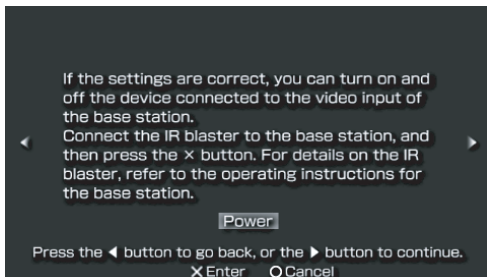 If the settings are correct, you can turn on and
off the device connected to the video input of
the base station.
Connect the IR blaster to the base station, and
then press the × button. For details on the IR
blaster, refer to the operating instructions for
the base station.
Power
Press the ◀ button to go back, or the ▶ button to continue.
✕ Enter   ○ Cancel